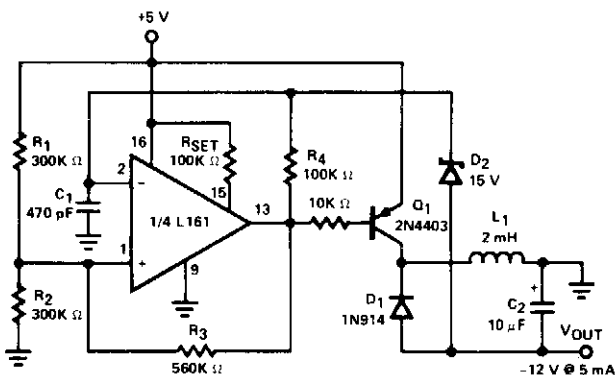 +5 V
R1
300K Ω
16
RSET
100K Ω
R4
100K Ω
D2
15 V
2
−
15
C1
470 pF
1/4 L161
13
10K Ω
Q1
2N4403
L1
2 mH
1
+
9
R2
300K Ω
D1
1N914
+
C2
10 μF
R3
560K Ω
VOUT
−12 V @ 5 mA